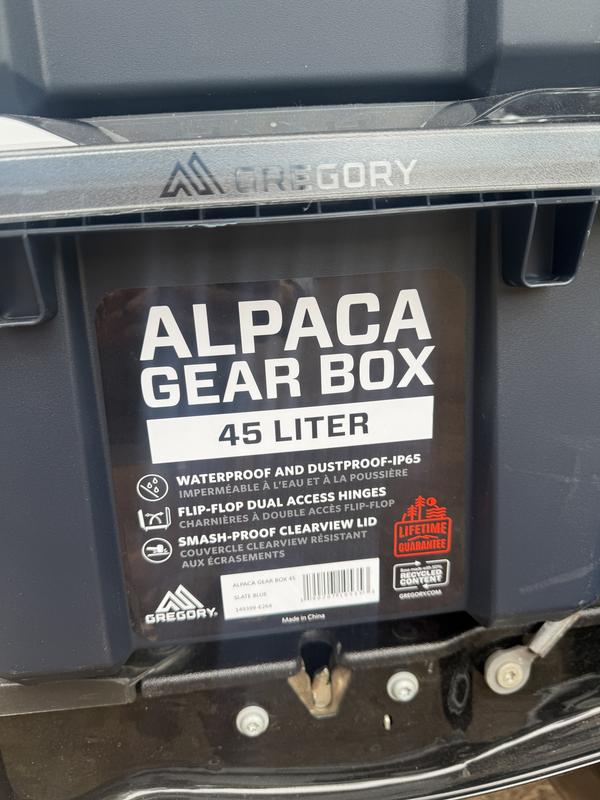 GREGORY
ALPACA
GEAR BOX
45 LITER
WATERPROOF AND DUSTPROOF-IP65
IMPERMÉABLE À L'EAU ET À LA POUSSIÈRE
FLIP-FLOP DUAL ACCESS HINGES
CHARNIÈRES À DOUBLE ACCÈS FLIP-FLOP
SMASH-PROOF CLEARVIEW LID
COUVERCLE CLEARVIEW RÉSISTANT
AUX ÉCRASEMENTS
LIFETIME
GUARANTEE
RECYCLED
CONTENT
GREGORY.COM
GREGORY
ALPACA GEAR BOX 45
SLATE BLUE
Made in China